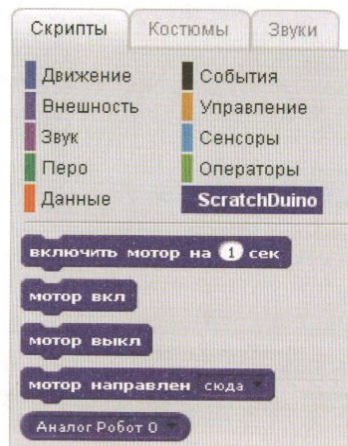 Скрипты Костюмы Звуки
Движение События
Внешность Управление
Звук Сенсоры
Перо Операторы
Данные ScratchDuino
включить мотор на 1 сек
мотор вкл
мотор выкл
мотор направлен сюда
Аналог Робот 0